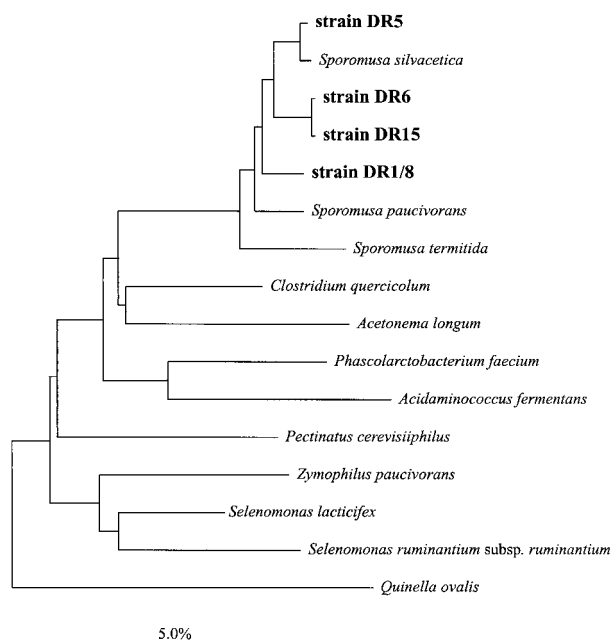 strain DR5
Sporomusa silvacetica
strain DR6
strain DR15
strain DR1/8
Sporomusa paucivorans
Sporomusa termitida
Clostridium quercicolum
Acetonema longum
Phascolarctobacterium faecium
Acidaminococcus fermentans
Pectinatus cerevisiiphilus
Zymophilus paucivorans
Selenomonas lacticifex
Selenomonas ruminantium subsp. ruminantium
Quinella ovalis
5.0%